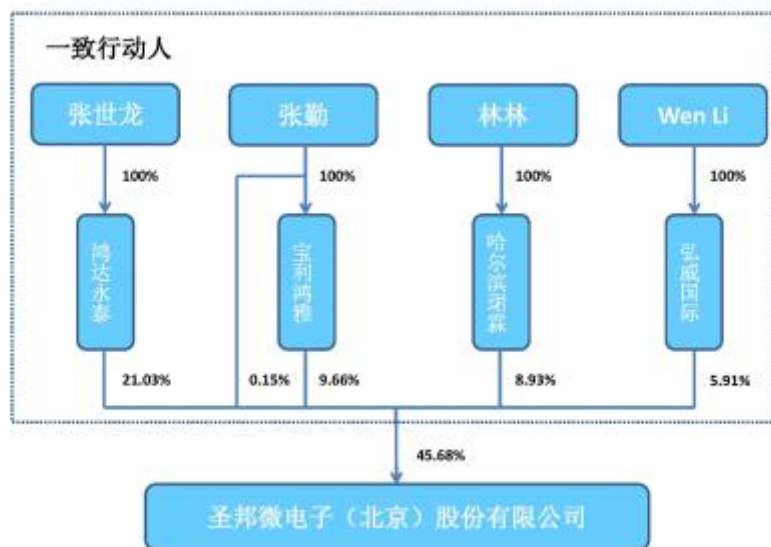 一致行动人
张世龙
张勤
林林
Wen Li
100%
100%
100%
100%
鸿达永泰
宝利鸿雅
哈尔滨珺霖
弘威国际
21.03%
0.15%
9.66%
8.93%
5.91%
45.68%
圣邦微电子（北京）股份有限公司